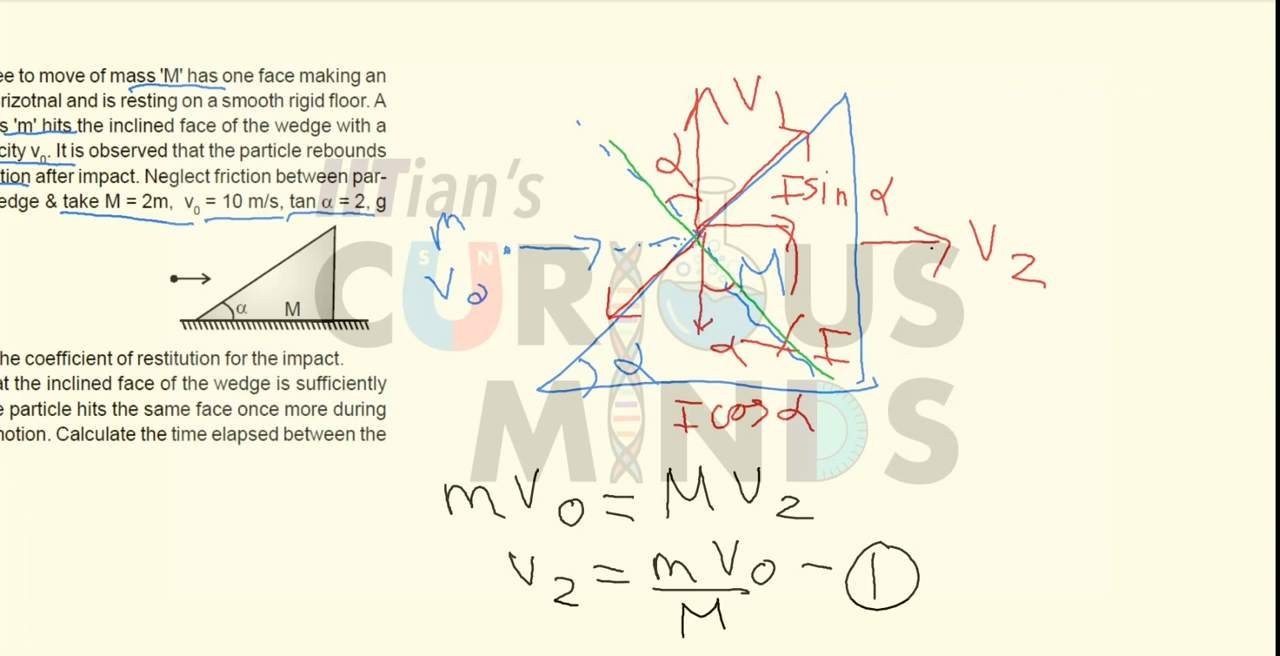 ee to move of mass 'M' has one face making an
rizotnal and is resting on a smooth rigid floor. A
s 'm' hits the inclined face of the wedge with a
city v₀. It is observed that the particle rebounds
tion after impact. Neglect friction between par-
edge & take M = 2m, v₀ = 10 m/s, tan α = 2, g
α M
he coefficient of restitution for the impact.
at the inclined face of the wedge is sufficiently
e particle hits the same face once more during
notion. Calculate the time elapsed between the
IITian's
CURIOUS
S N
MINDS
V₁
α
I sin α
m
V₀
M
V₂
α
I
α
I cos α
mV₀ = MV₂
V₂ = mV₀/M - ①